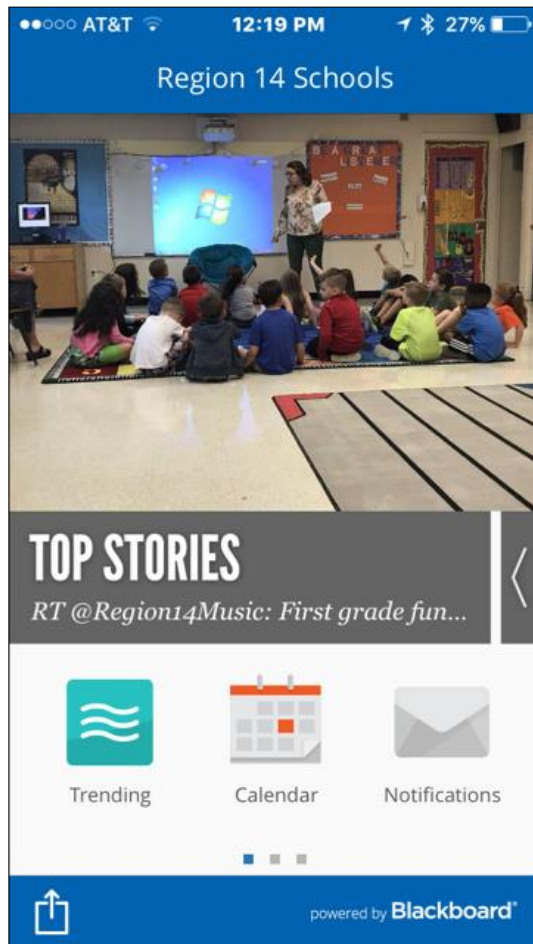 AT&T 12:19 PM 27%
Region 14 Schools
B A R A
L S E E
TOP STORIES
RT @Region14Music: First grade fun...
Trending Calendar Notifications
powered by Blackboard